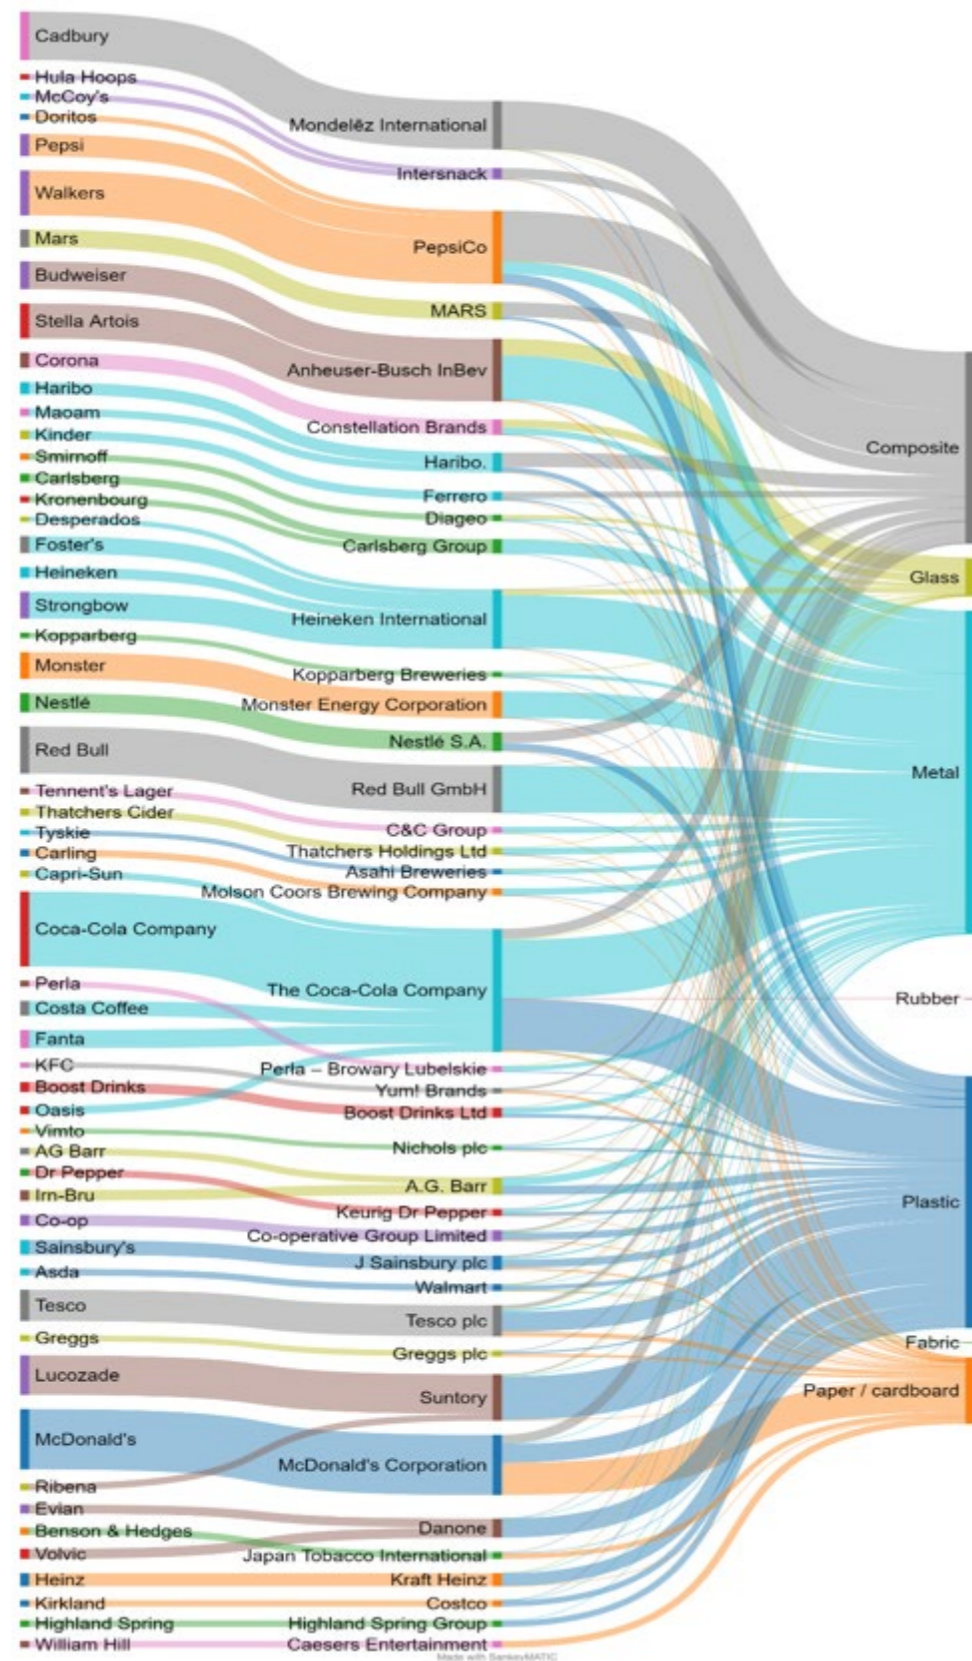 Cadbury
Hula Hoops
McCoy's
Doritos
Pepsi
Walkers
Mars
Budweiser
Stella Artois
Corona
Haribo
Maoam
Kinder
Smirnoff
Carlsberg
Kronenbourg
Desperados
Foster's
Heineken
Strongbow
Kopparberg
Monster
Nestlé
Red Bull
Tennent's Lager
Thatchers Cider
Tyskie
Carling
Capri-Sun
Coca-Cola Company
Perla
Costa Coffee
Fanta
KFC
Boost Drinks
Oasis
Vimto
AG Barr
Dr Pepper
Irn-Bru
Co-op
Sainsbury's
Asda
Tesco
Greggs
Lucozade
McDonald's
Ribena
Evian
Benson & Hedges
Volvic
Heinz
Kirkland
Highland Spring
William Hill
Mondelēz International
Intersnack
PepsiCo
MARS
Anheuser-Busch InBev
Constellation Brands
Haribo.
Ferrero
Diageo
Carlsberg Group
Heineken International
Kopparberg Breweries
Monster Energy Corporation
Nestlé S.A.
Red Bull GmbH
C&C Group
Thatchers Holdings Ltd
Asahi Breweries
Molson Coors Brewing Company
The Coca-Cola Company
Perła – Browary Lubelskie
Yum! Brands
Boost Drinks Ltd
Nichols plc
A.G. Barr
Keurig Dr Pepper
Co-operative Group Limited
J Sainsbury plc
Walmart
Tesco plc
Greggs plc
Suntory
McDonald's Corporation
Danone
Japan Tobacco International
Kraft Heinz
Costco
Highland Spring Group
Caesers Entertainment
Composite
Glass
Metal
Rubber
Plastic
Fabric
Paper / cardboard
Made with SankeyMATIC